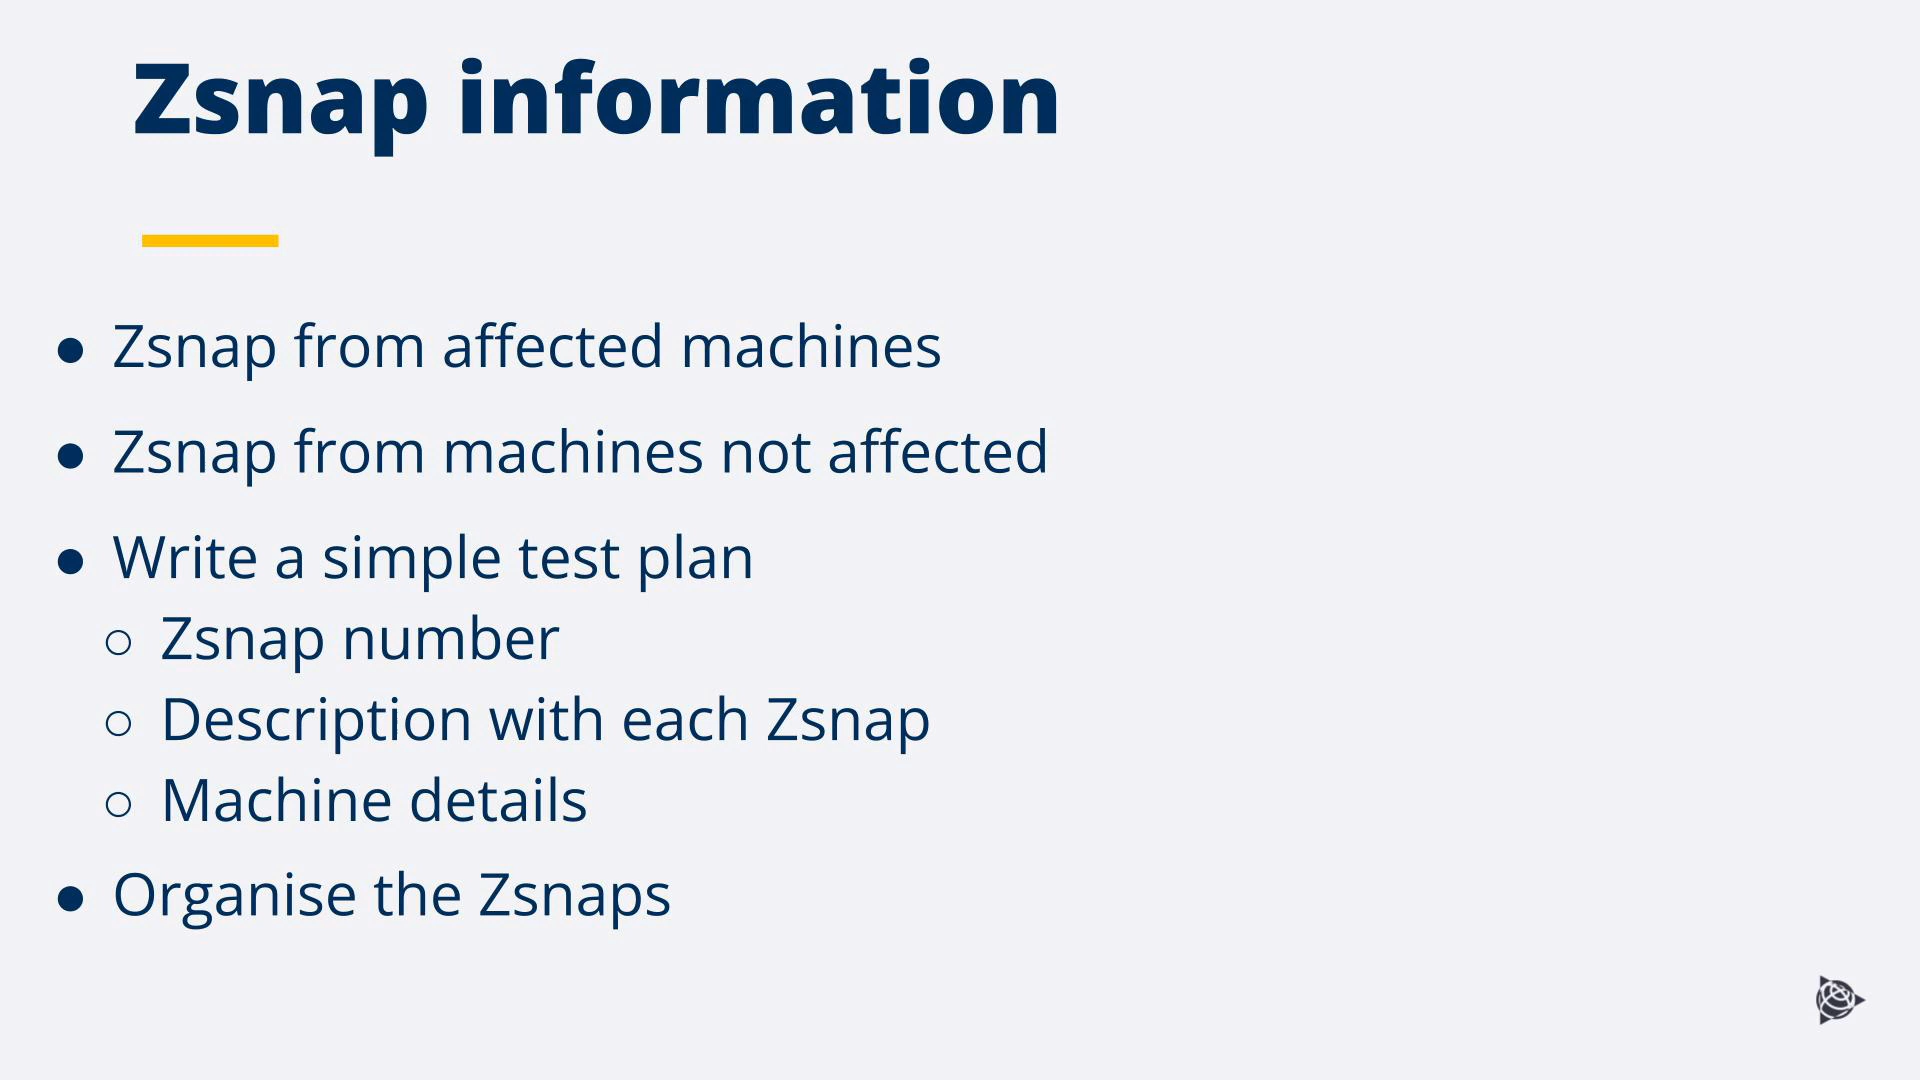 Zsnap information
● Zsnap from affected machines
● Zsnap from machines not affected
● Write a simple test plan
○ Zsnap number
○ Description with each Zsnap
○ Machine details
● Organise the Zsnaps